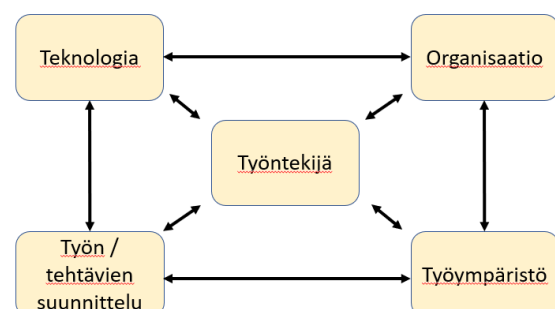 Teknologia
Organisaatio
Työntekijä
Työn /
tehtävien
suunnittelu
Työympäristö